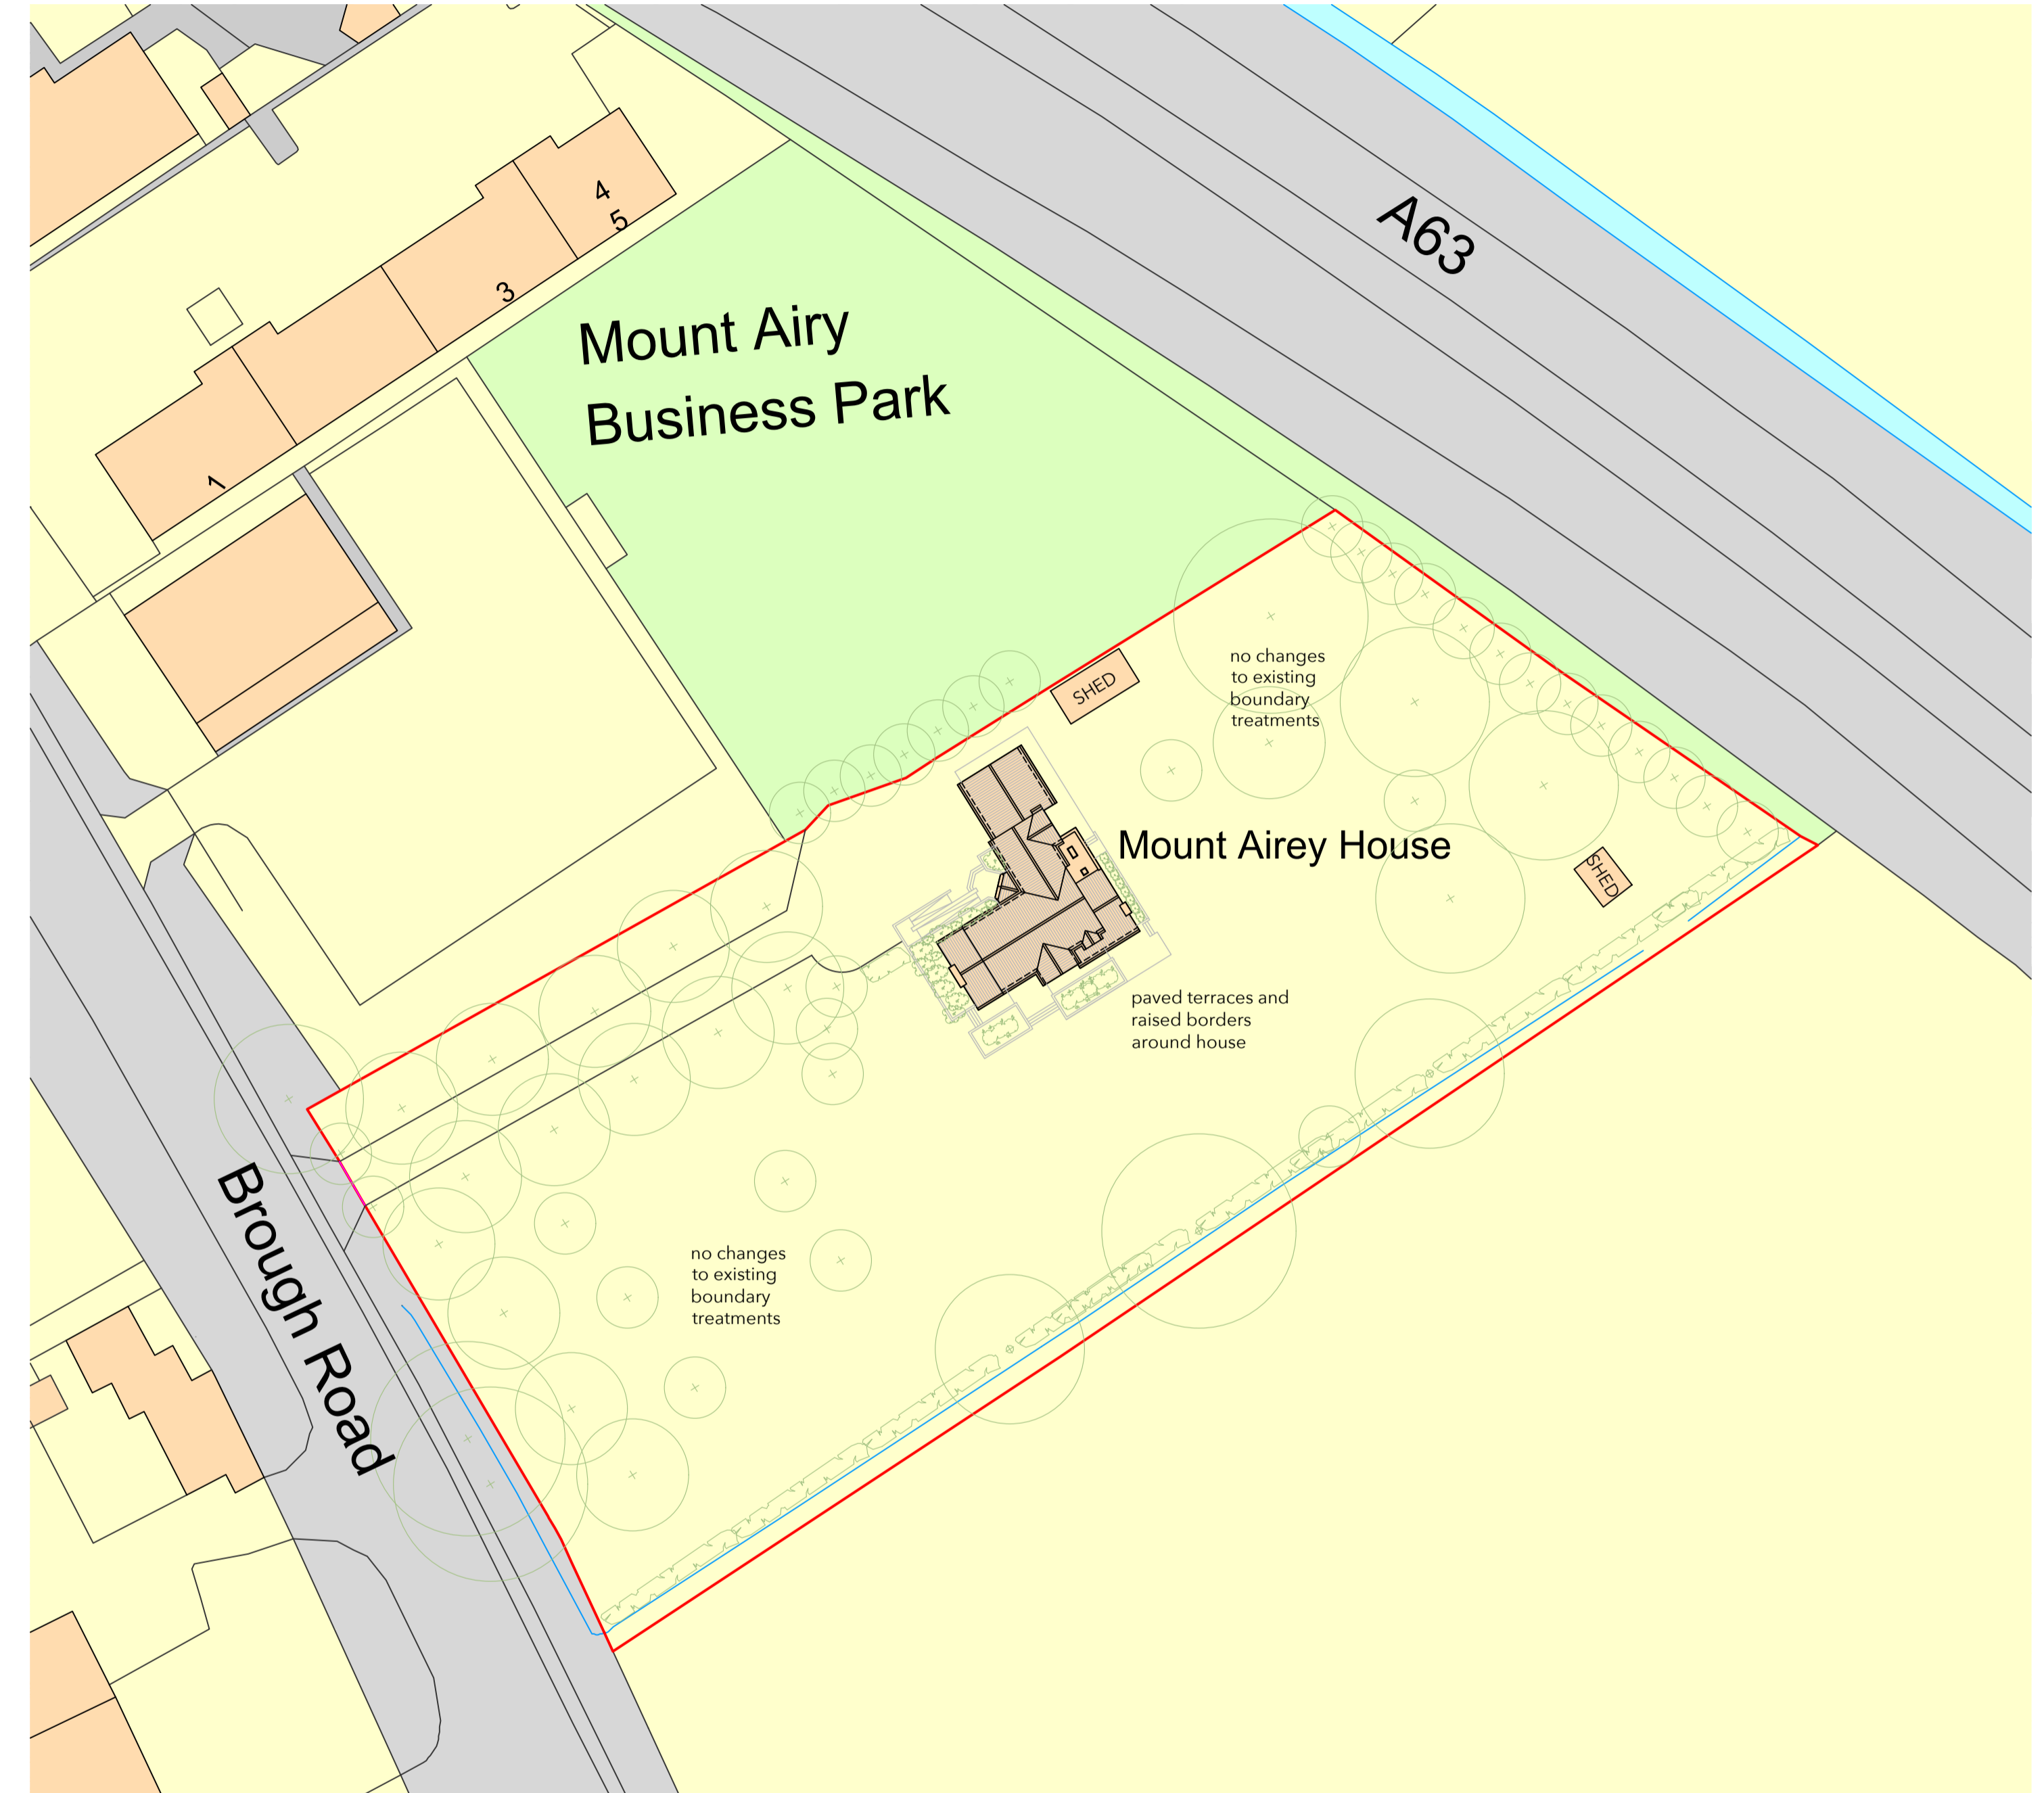 A63
4
5
3
1
Mount Airy
Business Park
SHED
no changes
to existing
boundary
treatments
Mount Airey House
SHED
paved terraces and
raised borders
around house
Brough Road
no changes
to existing
boundary
treatments